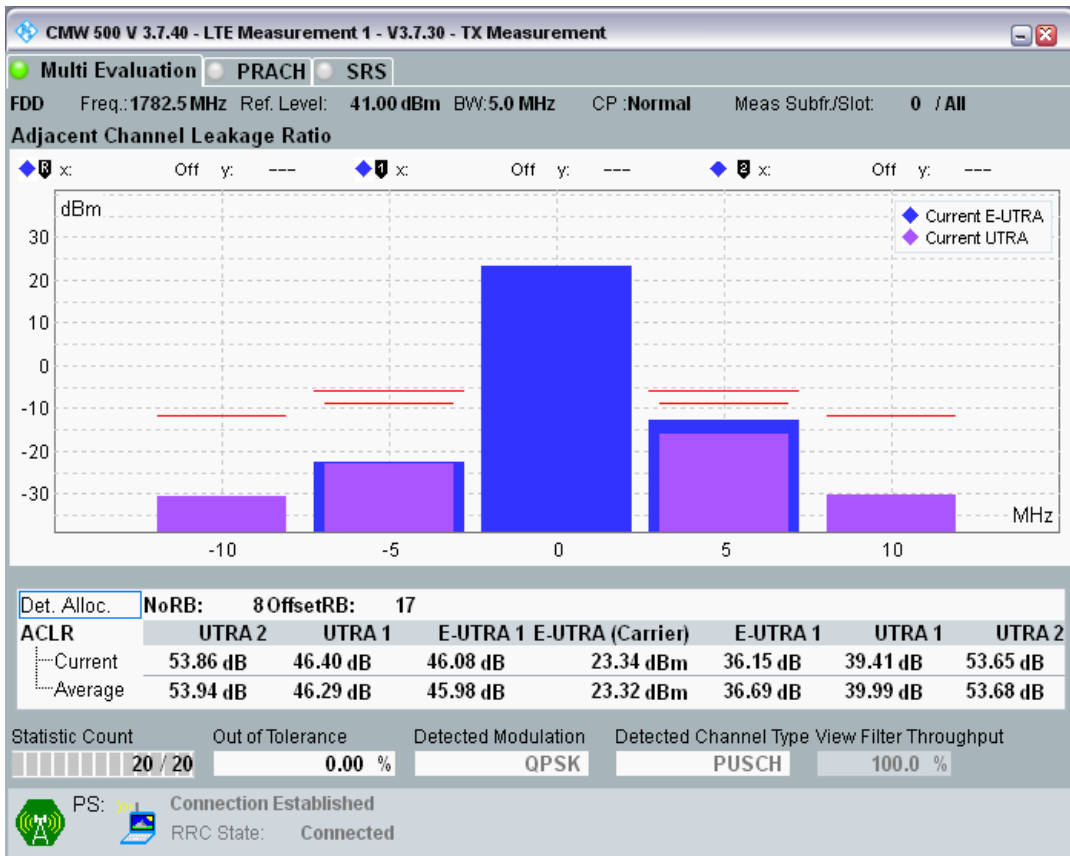 CMW 500 V 3.7.40 - LTE Measurement 1 - V3.7.30 - TX Measurement
Multi Evaluation PRACH SRS
FDD Freq.:1782.5 MHz Ref. Level: 41.00 dBm BW:5.0 MHz CP :Normal Meas Subfr./Slot: 0 / All
Adjacent Channel Leakage Ratio
R x: Off y: --- 1 x: Off y: --- 2 x: Off y: ---
dBm
Current E-UTRA
Current UTRA
30
20
10
0
-10
-20
-30
MHz
-10 -5 0 5 10
Det. Alloc. NoRB: 8 OffsetRB: 17
ACLR UTRA 2 UTRA 1 E-UTRA 1 E-UTRA (Carrier) E-UTRA 1 UTRA 1 UTRA 2
Current 53.86 dB 46.40 dB 46.08 dB 23.34 dBm 36.15 dB 39.41 dB 53.65 dB
Average 53.94 dB 46.29 dB 45.98 dB 23.32 dBm 36.69 dB 39.99 dB 53.68 dB
Statistic Count Out of Tolerance Detected Modulation Detected Channel Type View Filter Throughput
20 / 20 0.00 % QPSK PUSCH 100.0 %
PS: Connection Established
RRC State: Connected